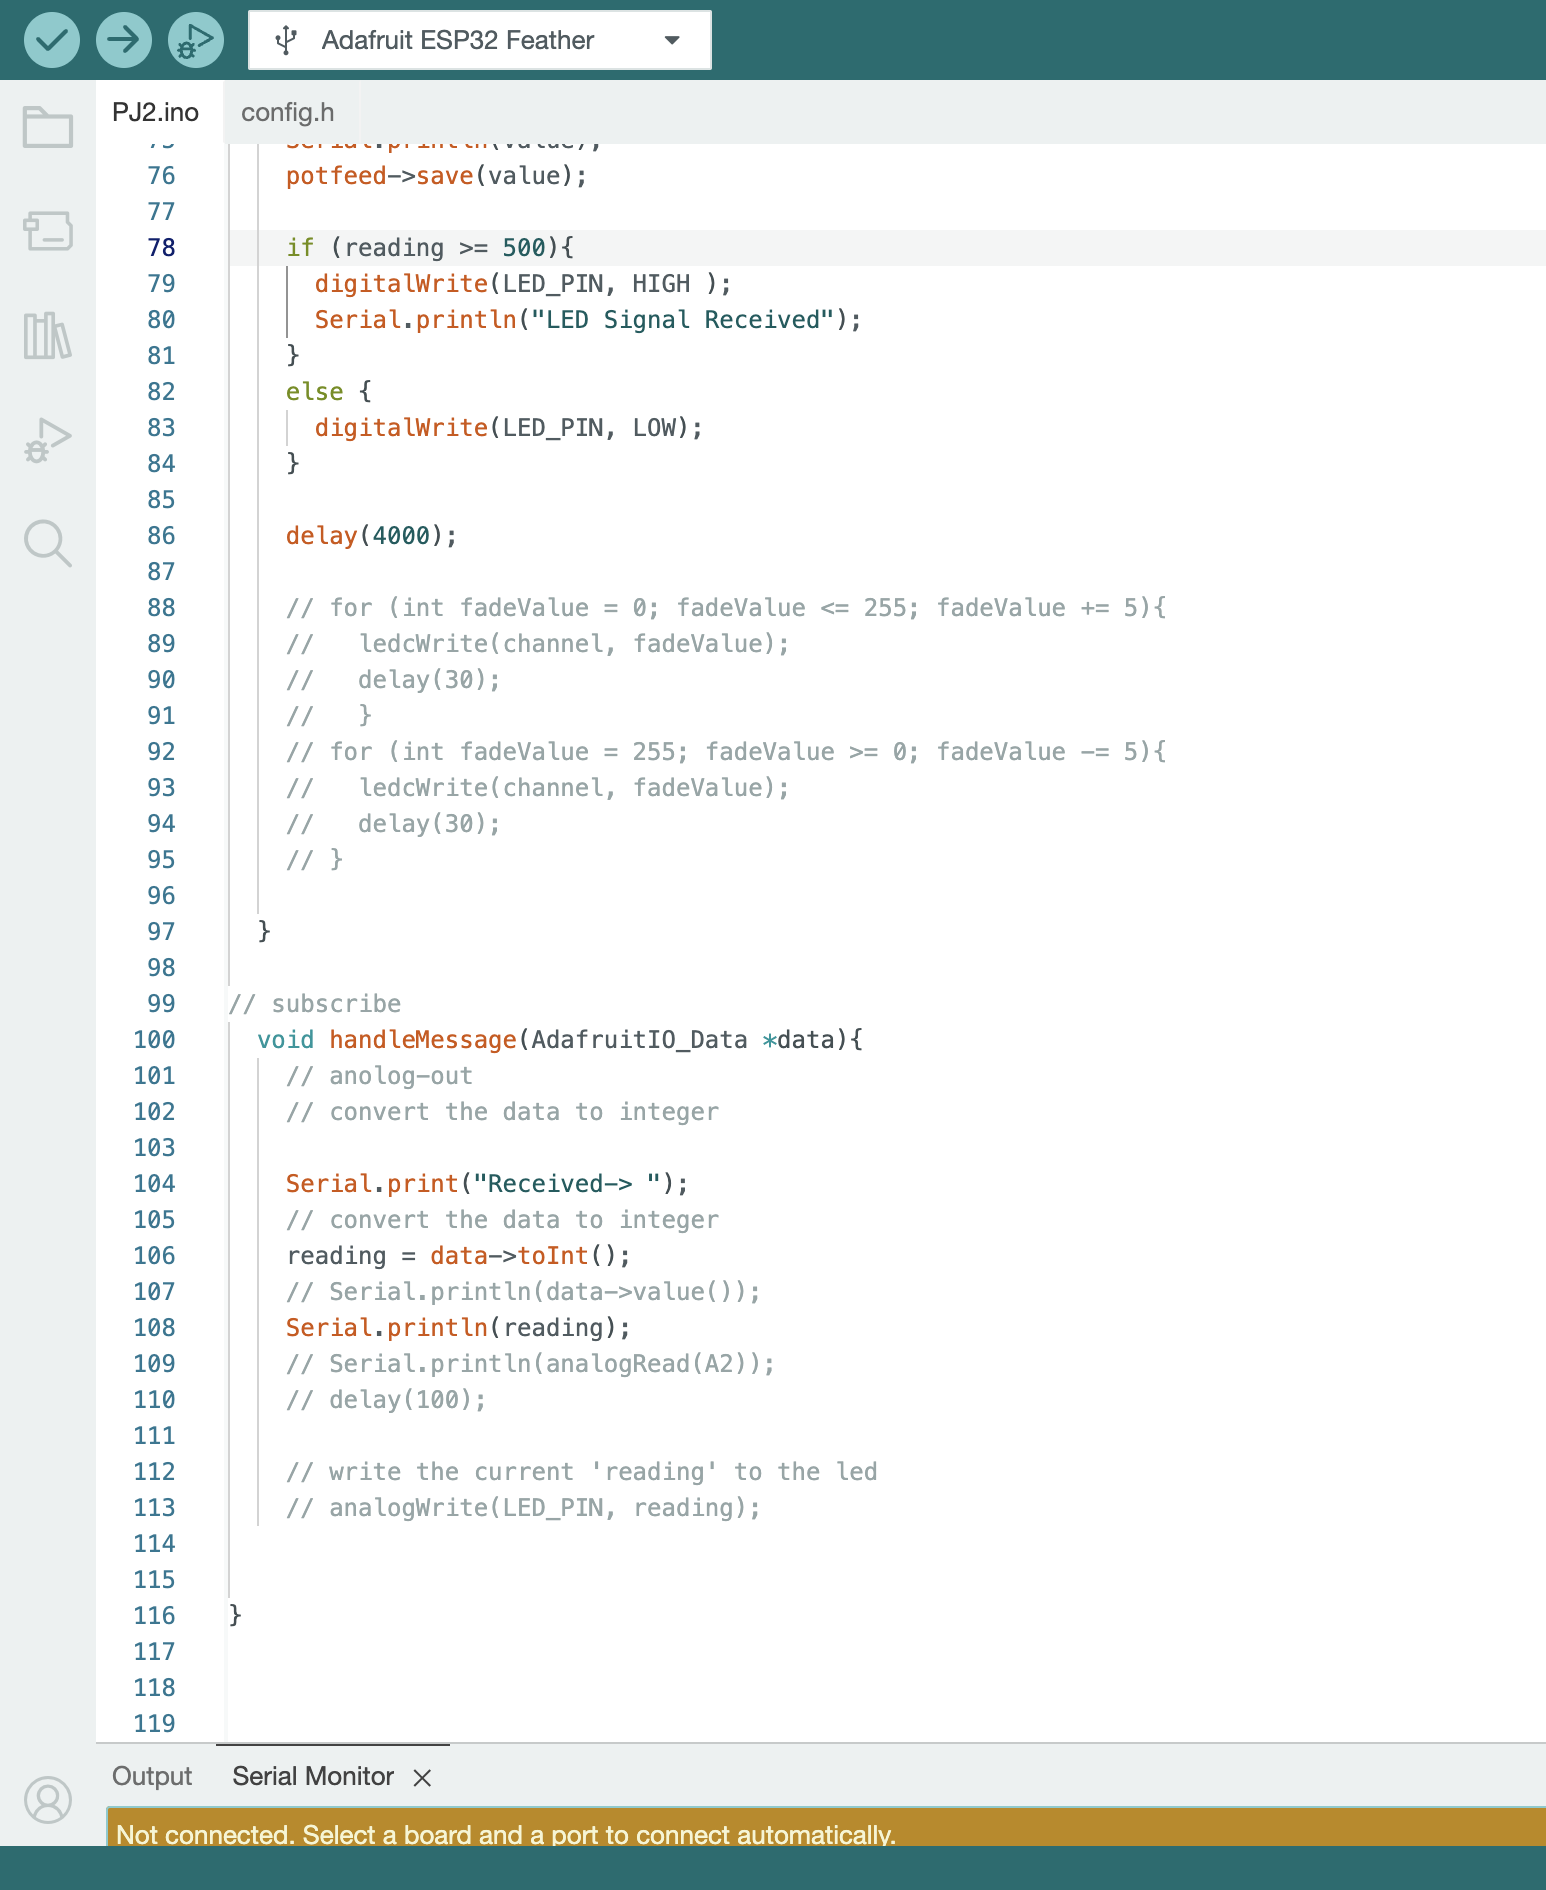 Adafruit ESP32 Feather
PJ2.ino config.h
75 Serial.println(value);
76 potfeed->save(value);
77
78 if (reading >= 500){
79 digitalWrite(LED_PIN, HIGH );
80 Serial.println("LED Signal Received");
81 }
82 else {
83 digitalWrite(LED_PIN, LOW);
84 }
85
86 delay(4000);
87
88 // for (int fadeValue = 0; fadeValue <= 255; fadeValue += 5){
89 //   ledcWrite(channel, fadeValue);
90 //   delay(30);
91 //   }
92 // for (int fadeValue = 255; fadeValue >= 0; fadeValue -= 5){
93 //   ledcWrite(channel, fadeValue);
94 //   delay(30);
95 // }
96
97 }
98
99 // subscribe
100 void handleMessage(AdafruitIO_Data *data){
101 // anolog-out
102 // convert the data to integer
103
104 Serial.print("Received-> ");
105 // convert the data to integer
106 reading = data->toInt();
107 // Serial.println(data->value());
108 Serial.println(reading);
109 // Serial.println(analogRead(A2));
110 // delay(100);
111
112 // write the current 'reading' to the led
113 // analogWrite(LED_PIN, reading);
114
115
116 }
117
118
119
Output Serial Monitor
Not connected. Select a board and a port to connect automatically.